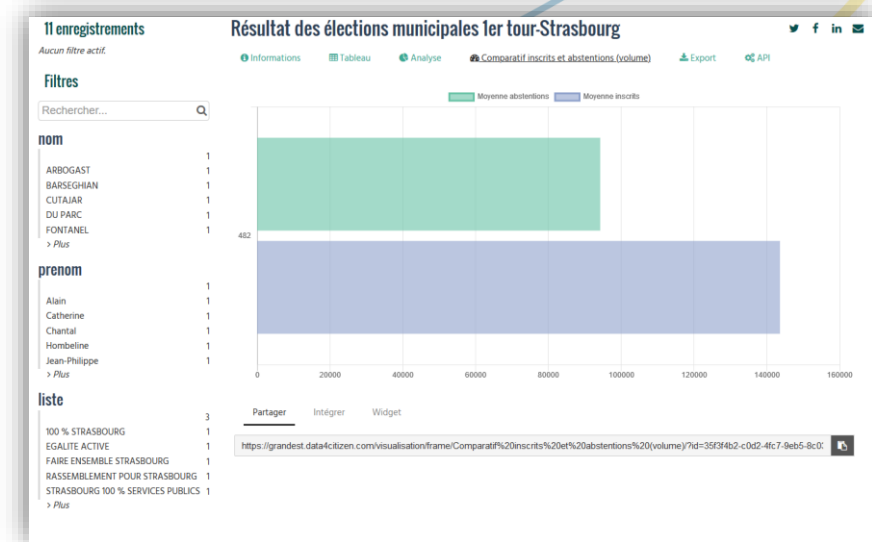 11 enregistrements
Aucun filtre actif.
Filtres
Rechercher...
nom
1
ARBOGAST 1
BARSEGHIAN 1
CUTAJAR 1
DU PARC 1
FONTANEL 1
> Plus
prenom
1
Alain 1
Catherine 1
Chantal 1
Hombeline 1
Jean-Philippe 1
> Plus
liste
3
100 % STRASBOURG 1
EGALITE ACTIVE 1
FAIRE ENSEMBLE STRASBOURG 1
RASSEMBLEMENT POUR STRASBOURG 1
STRASBOURG 100 % SERVICES PUBLICS 1
> Plus
Résultat des élections municipales 1er tour-Strasbourg
Informations Tableau Analyse Comparatif inscrits et abstentions (volume) Export API
Moyenne abstentions Moyenne inscrits
482
0 20000 40000 60000 80000 100000 120000 140000 160000
Partager Intégrer Widget
https://grandest.data4citizen.com/visualisation/frame/Comparatif%20inscrits%20et%20abstentions%20(volume)/?id=35f3f4b2-c0d2-4fc7-9eb5-8c0